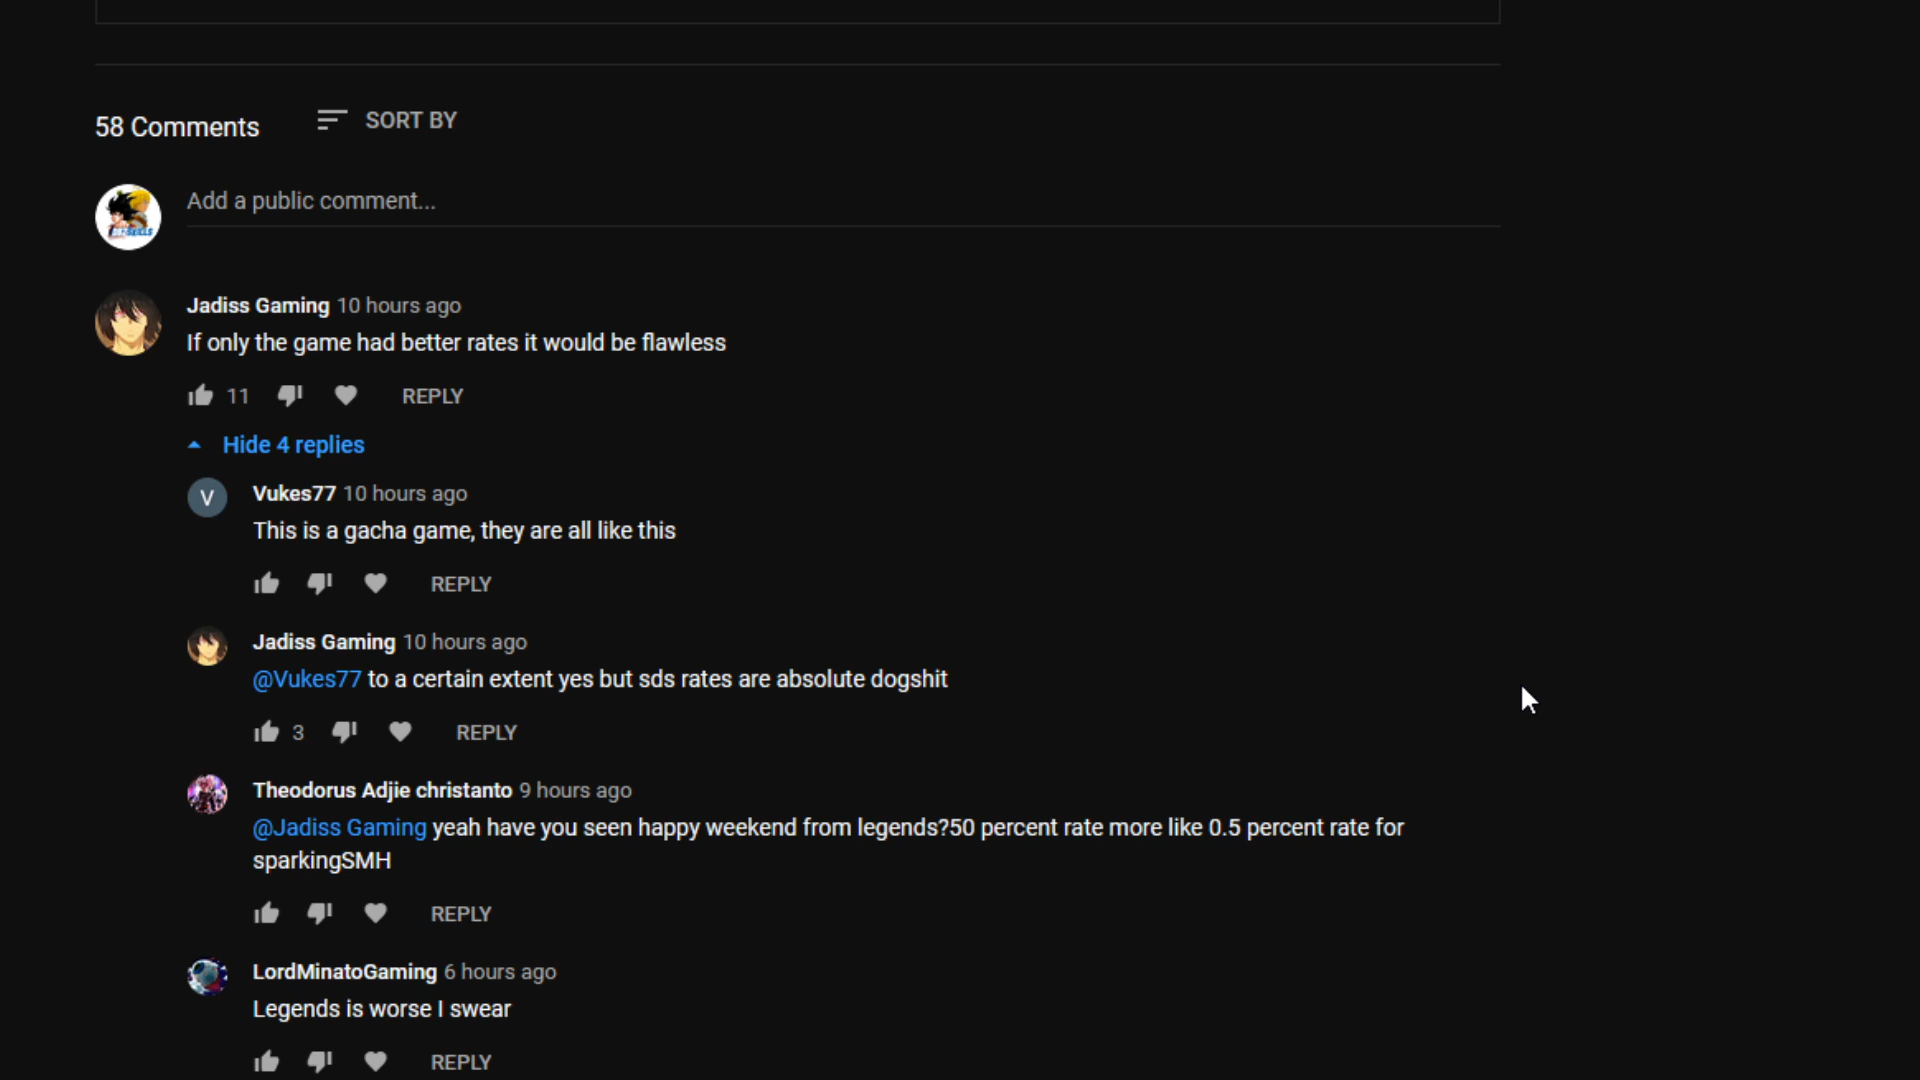 58 Comments
SORT BY
Add a public comment...
Jadiss Gaming 10 hours ago
If only the game had better rates it would be flawless
11
REPLY
Hide 4 replies
V
Vukes77 10 hours ago
This is a gacha game, they are all like this
REPLY
Jadiss Gaming 10 hours ago
@Vukes77 to a certain extent yes but sds rates are absolute dogshit
3
REPLY
Theodorus Adjie christanto 9 hours ago
@Jadiss Gaming yeah have you seen happy weekend from legends?50 percent rate more like 0.5 percent rate for
sparkingSMH
REPLY
LordMinatoGaming 6 hours ago
Legends is worse I swear
REPLY